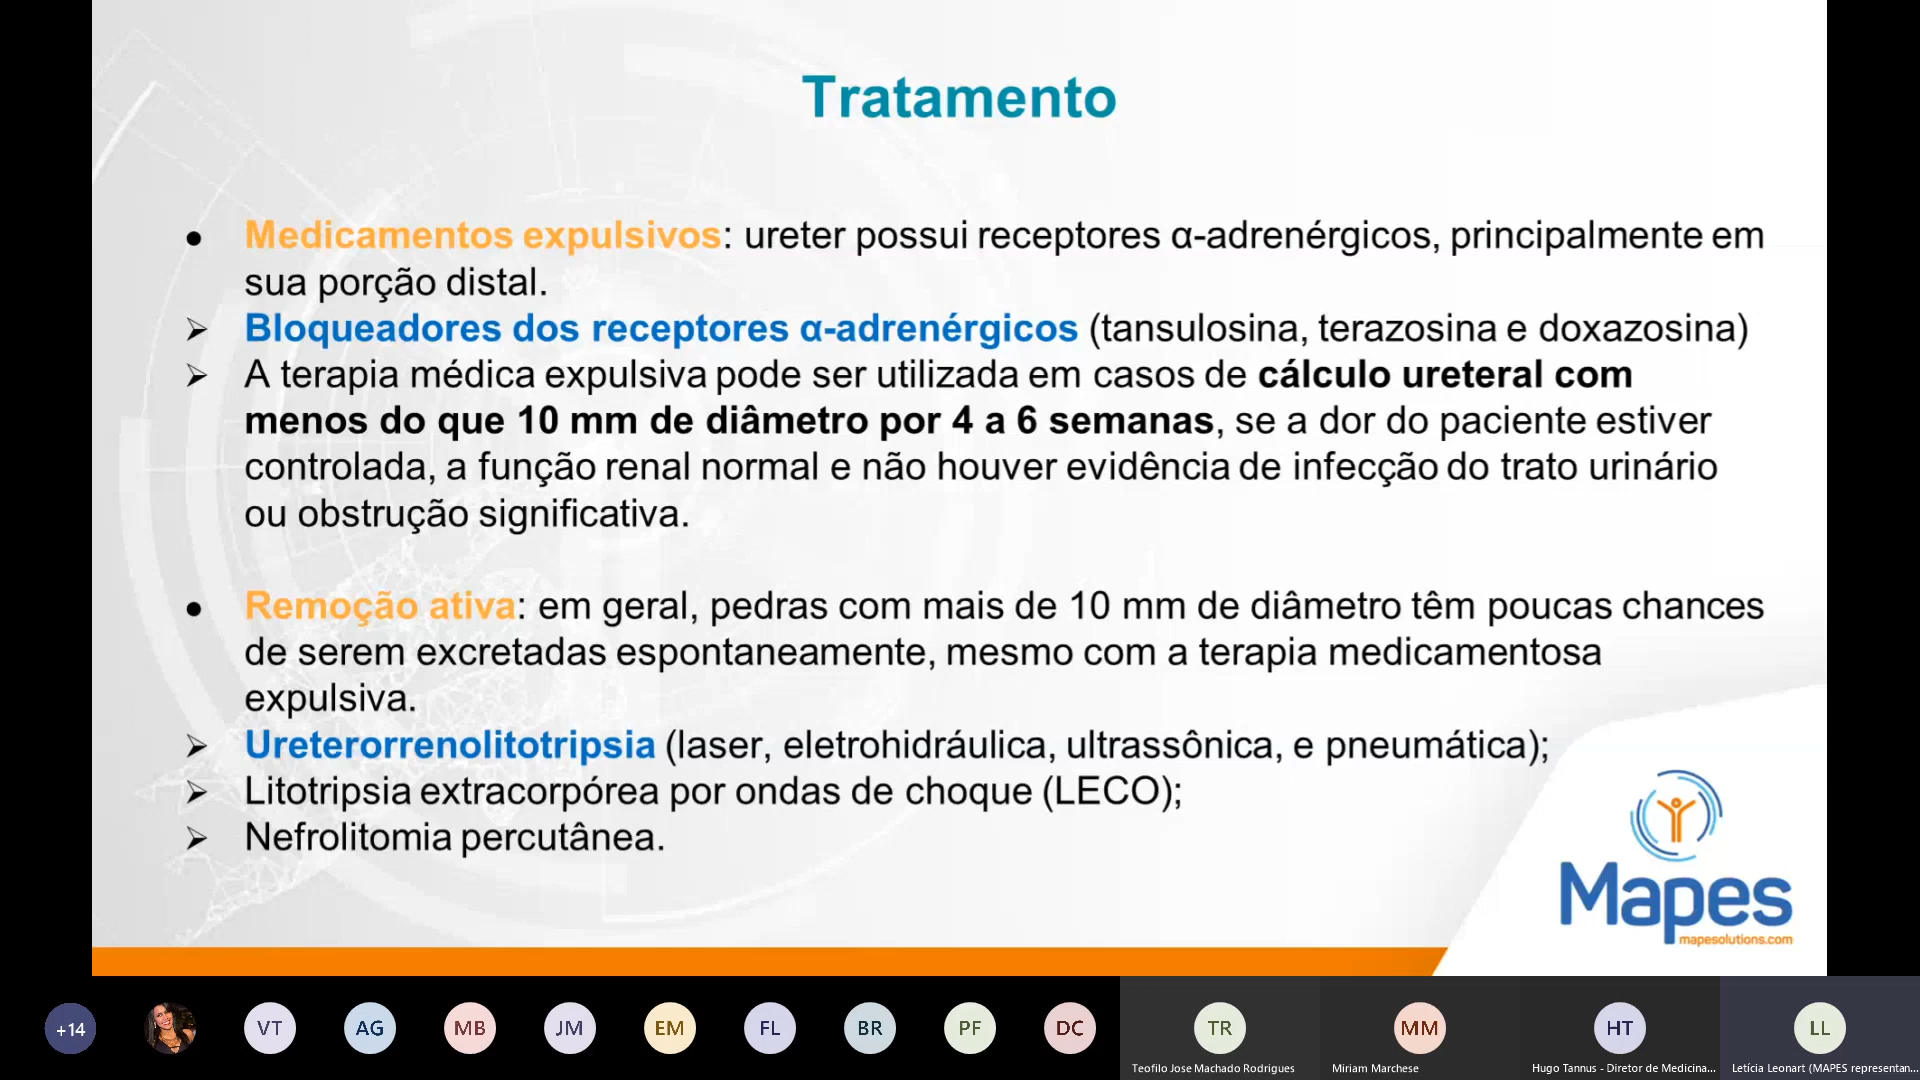 Tratamento
● Medicamentos expulsivos: ureter possui receptores α-adrenérgicos, principalmente em
sua porção distal.
➢ Bloqueadores dos receptores α-adrenérgicos (tansulosina, terazosina e doxazosina)
➢ A terapia médica expulsiva pode ser utilizada em casos de cálculo ureteral com
menos do que 10 mm de diâmetro por 4 a 6 semanas, se a dor do paciente estiver
controlada, a função renal normal e não houver evidência de infecção do trato urinário
ou obstrução significativa.
● Remoção ativa: em geral, pedras com mais de 10 mm de diâmetro têm poucas chances
de serem excretadas espontaneamente, mesmo com a terapia medicamentosa
expulsiva.
➢ Ureterorrenolitotripsia (laser, eletrohidráulica, ultrassônica, e pneumática);
➢ Litotripsia extracorpórea por ondas de choque (LECO);
➢ Nefrolitomia percutânea.
Mapes
mapesolutions.com
+14 VT AG MB JM EM FL BR PF DC TR MM HT LL
Teofilo Jose Machado Rodrigues Miriam Marchese Hugo Tannus - Diretor de Medicina... Letícia Leonart (MAPES representan...